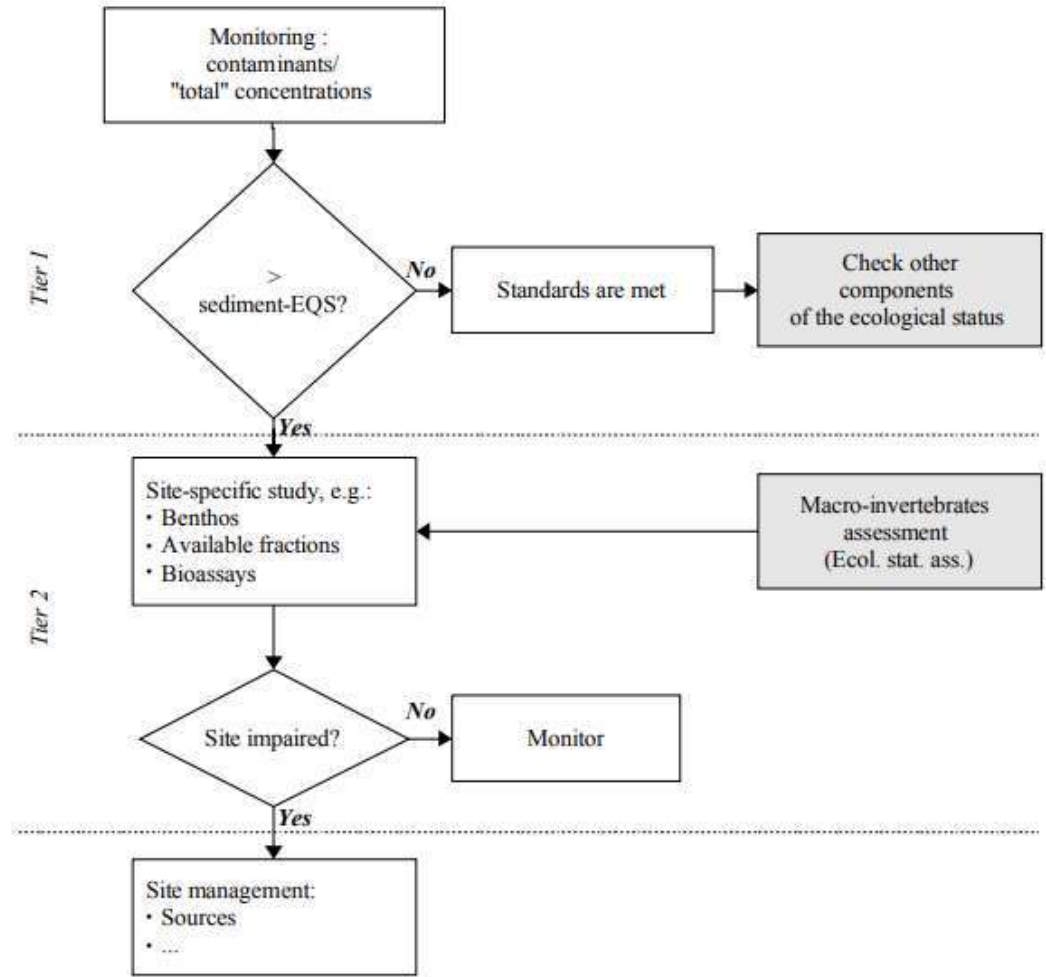 Monitoring :
contaminants/
"total" concentrations
Tier 1
>
sediment-EQS?
No
Standards are met
Check other
components
of the ecological status
Yes
Tier 2
Site-specific study, e.g.:
· Benthos
· Available fractions
· Bioassays
Macro-invertebrates
assessment
(Ecol. stat. ass.)
Site impaired?
No
Monitor
Yes
Site management:
· Sources
· ...